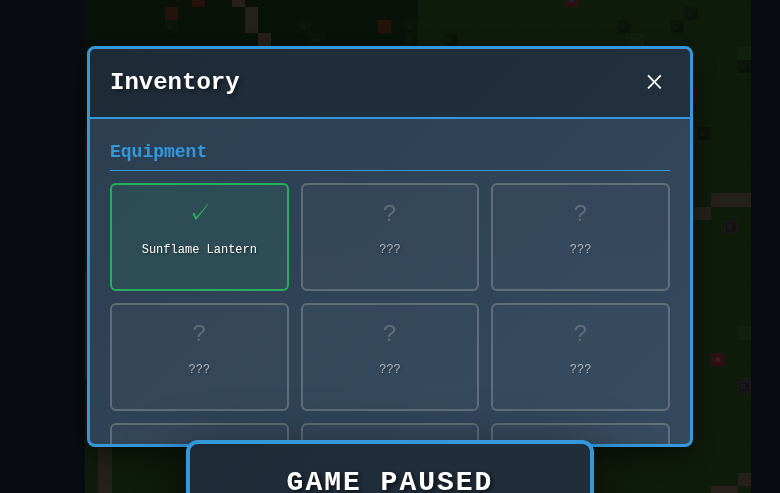 Inventory
×
Equipment
✓ ? ?
Sunflame Lantern ??? ???
? ? ?
??? ??? ???
GAME PAUSED